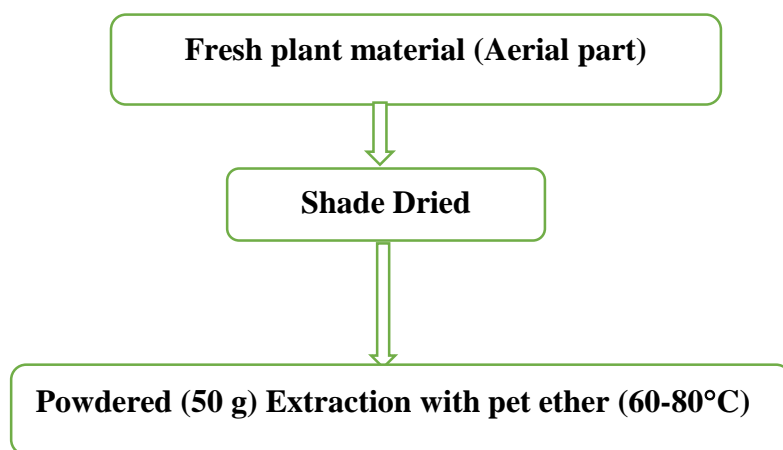 Fresh plant material (Aerial part)
Shade Dried
Powdered (50 g) Extraction with pet ether (60-80°C)